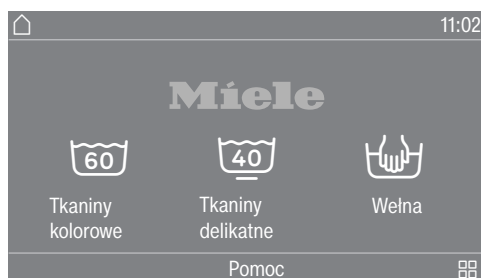 11:02
Miele
60
40
Tkaniny
kolorowe
Tkaniny
delikatne
Wełna
Pomoc